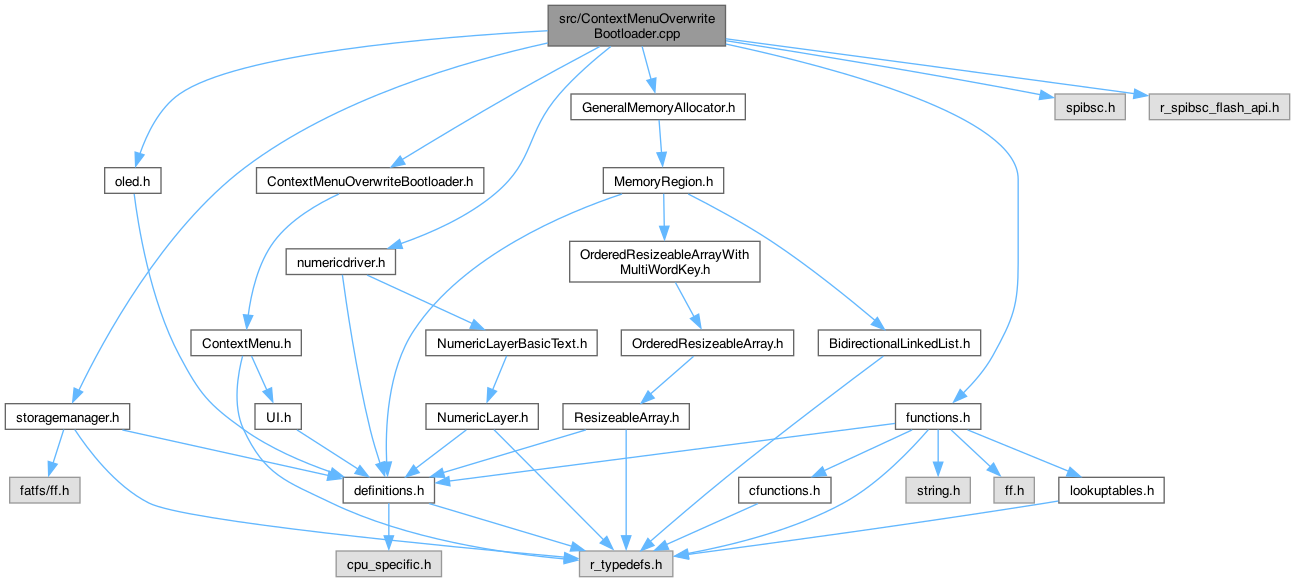 src/ContextMenuOverwrite
Bootloader.cpp
GeneralMemoryAllocator.h
spibsc.h
r_spibsc_flash_api.h
oled.h
ContextMenuOverwriteBootloader.h
MemoryRegion.h
numericdriver.h
OrderedResizeableArrayWith
MultiWordKey.h
ContextMenu.h
NumericLayerBasicText.h
OrderedResizeableArray.h
BidirectionalLinkedList.h
storagemanager.h
UI.h
NumericLayer.h
ResizeableArray.h
functions.h
fatfs/ff.h
definitions.h
cfunctions.h
string.h
ff.h
lookuptables.h
cpu_specific.h
r_typedefs.h